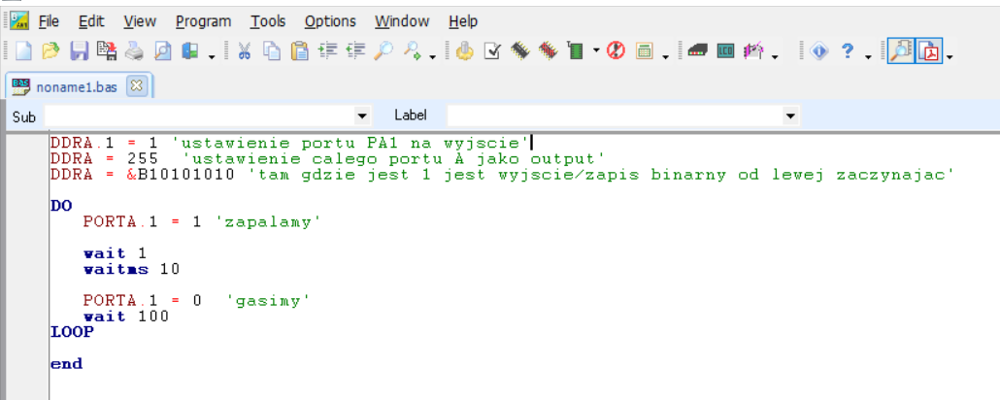 File Edit View Program Tools Options Window Help
noname1.bas
Sub Label
DDRA.1 = 1 'ustawienie portu PA1 na wyjscie'
DDRA = 255 'ustawienie calego portu A jako output'
DDRA = &B10101010 'tam gdzie jest 1 jest wyjscie/zapis binarny od lewej zaczynajac'
DO
PORTA.1 = 1 'zapalamy'
wait 1
waitms 10
PORTA.1 = 0 'gasimy'
wait 100
LOOP
end